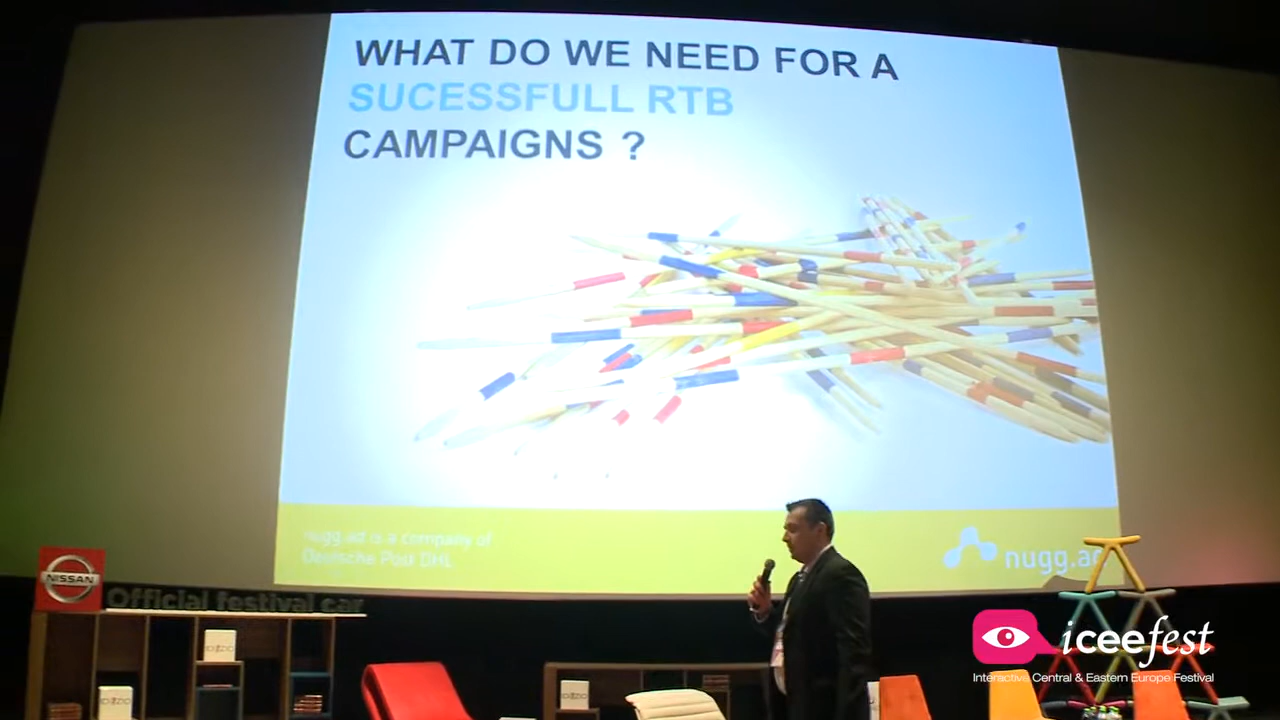 WHAT DO WE NEED FOR A
SUCESSFULL RTB
CAMPAIGNS ?
nugg.ad is a company of
Deutsche Post DHL
nugg.ad
NISSAN
Official festival car
iceefest
Interactive Central & Eastern Europe Festival